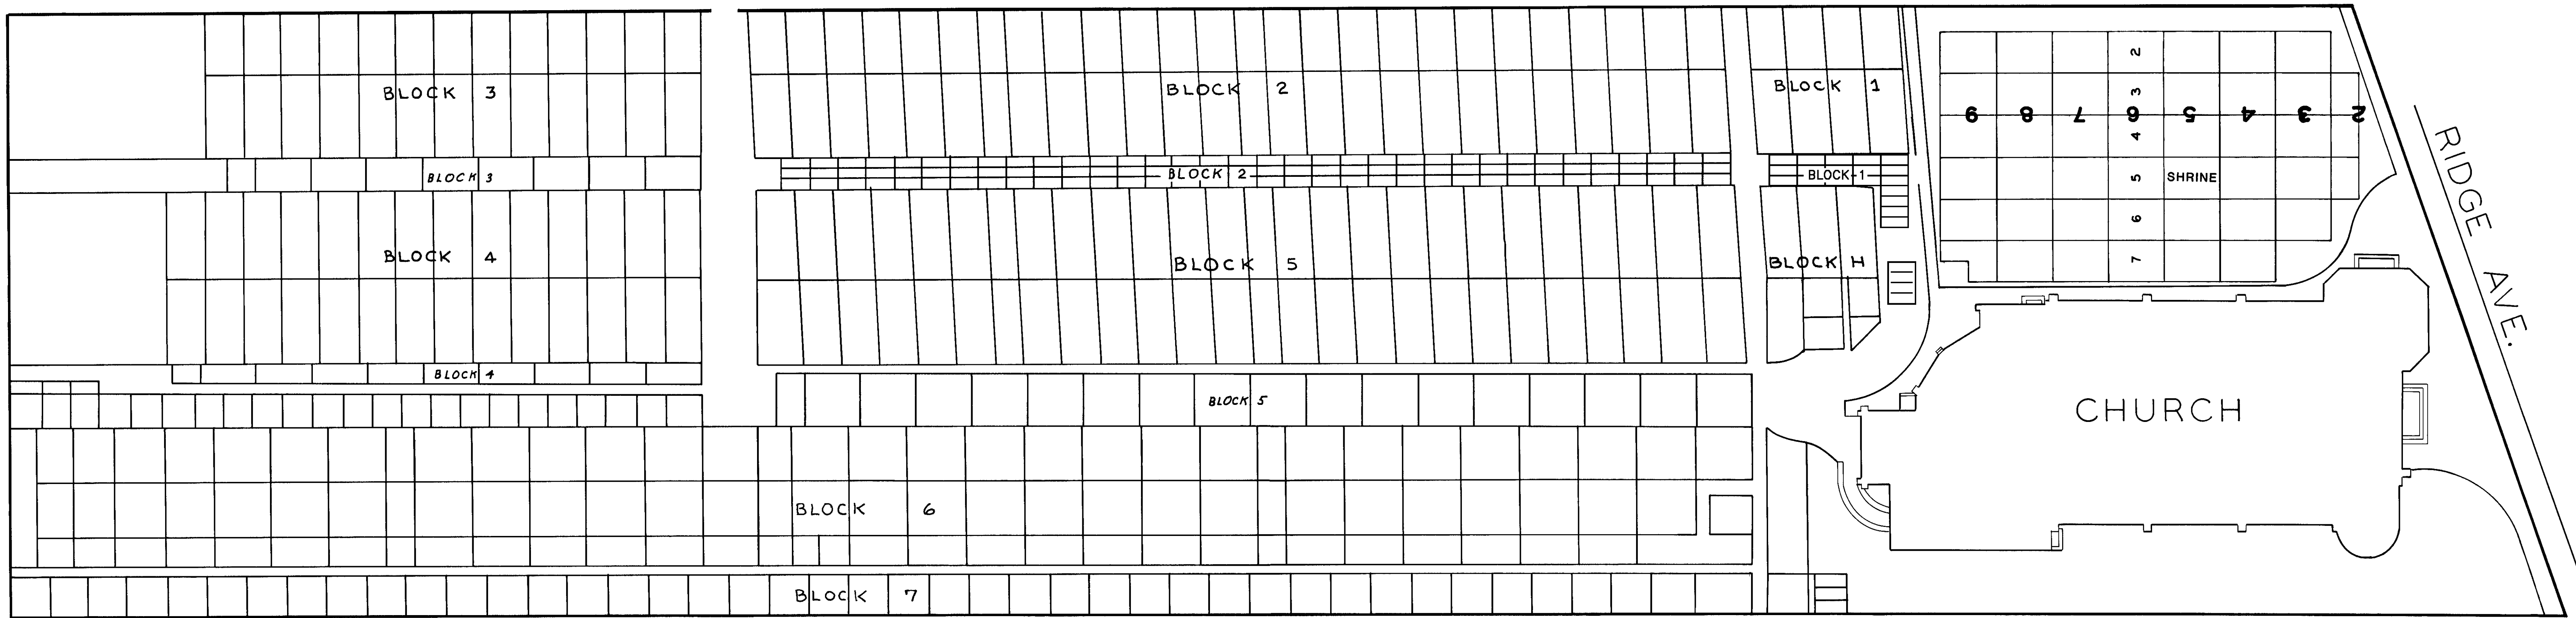 BLOCK 3
BLOCK 2
BLOCK 1
2
3
9 8 7 6 5 4 3 2
4
BLOCK 3
BLOCK 2
BLOCK 1
5 SHRINE
6
7
RIDGE AVE.
BLOCK 4
BLOCK 5
BLOCK H
BLOCK 4
BLOCK 5
CHURCH
BLOCK 6
BLOCK 7